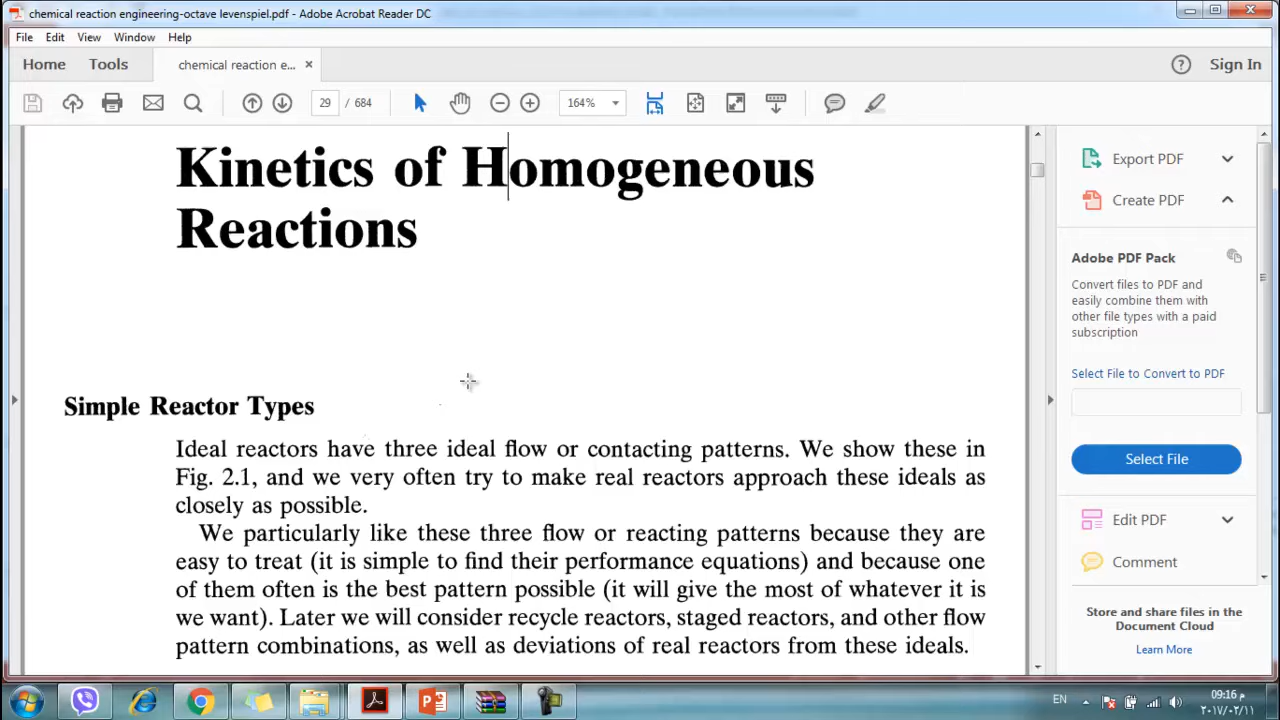 chemical reaction engineering-octave levenspiel.pdf - Adobe Acrobat Reader DC
File Edit View Window Help
Home Tools chemical reaction e... × Sign In
29 / 684 164%
Kinetics of Homogeneous
Reactions
Simple Reactor Types
Ideal reactors have three ideal flow or contacting patterns. We show these in
Fig. 2.1, and we very often try to make real reactors approach these ideals as
closely as possible.
We particularly like these three flow or reacting patterns because they are
easy to treat (it is simple to find their performance equations) and because one
of them often is the best pattern possible (it will give the most of whatever it is
we want). Later we will consider recycle reactors, staged reactors, and other flow
pattern combinations, as well as deviations of real reactors from these ideals.
Export PDF
Create PDF
Adobe PDF Pack
Convert files to PDF and
easily combine them with
other file types with a paid
subscription
Select File to Convert to PDF
Select File
Edit PDF
Comment
Store and share files in the
Document Cloud
Learn More
EN
09:16 م
٢٠١٧/٠٢/١١